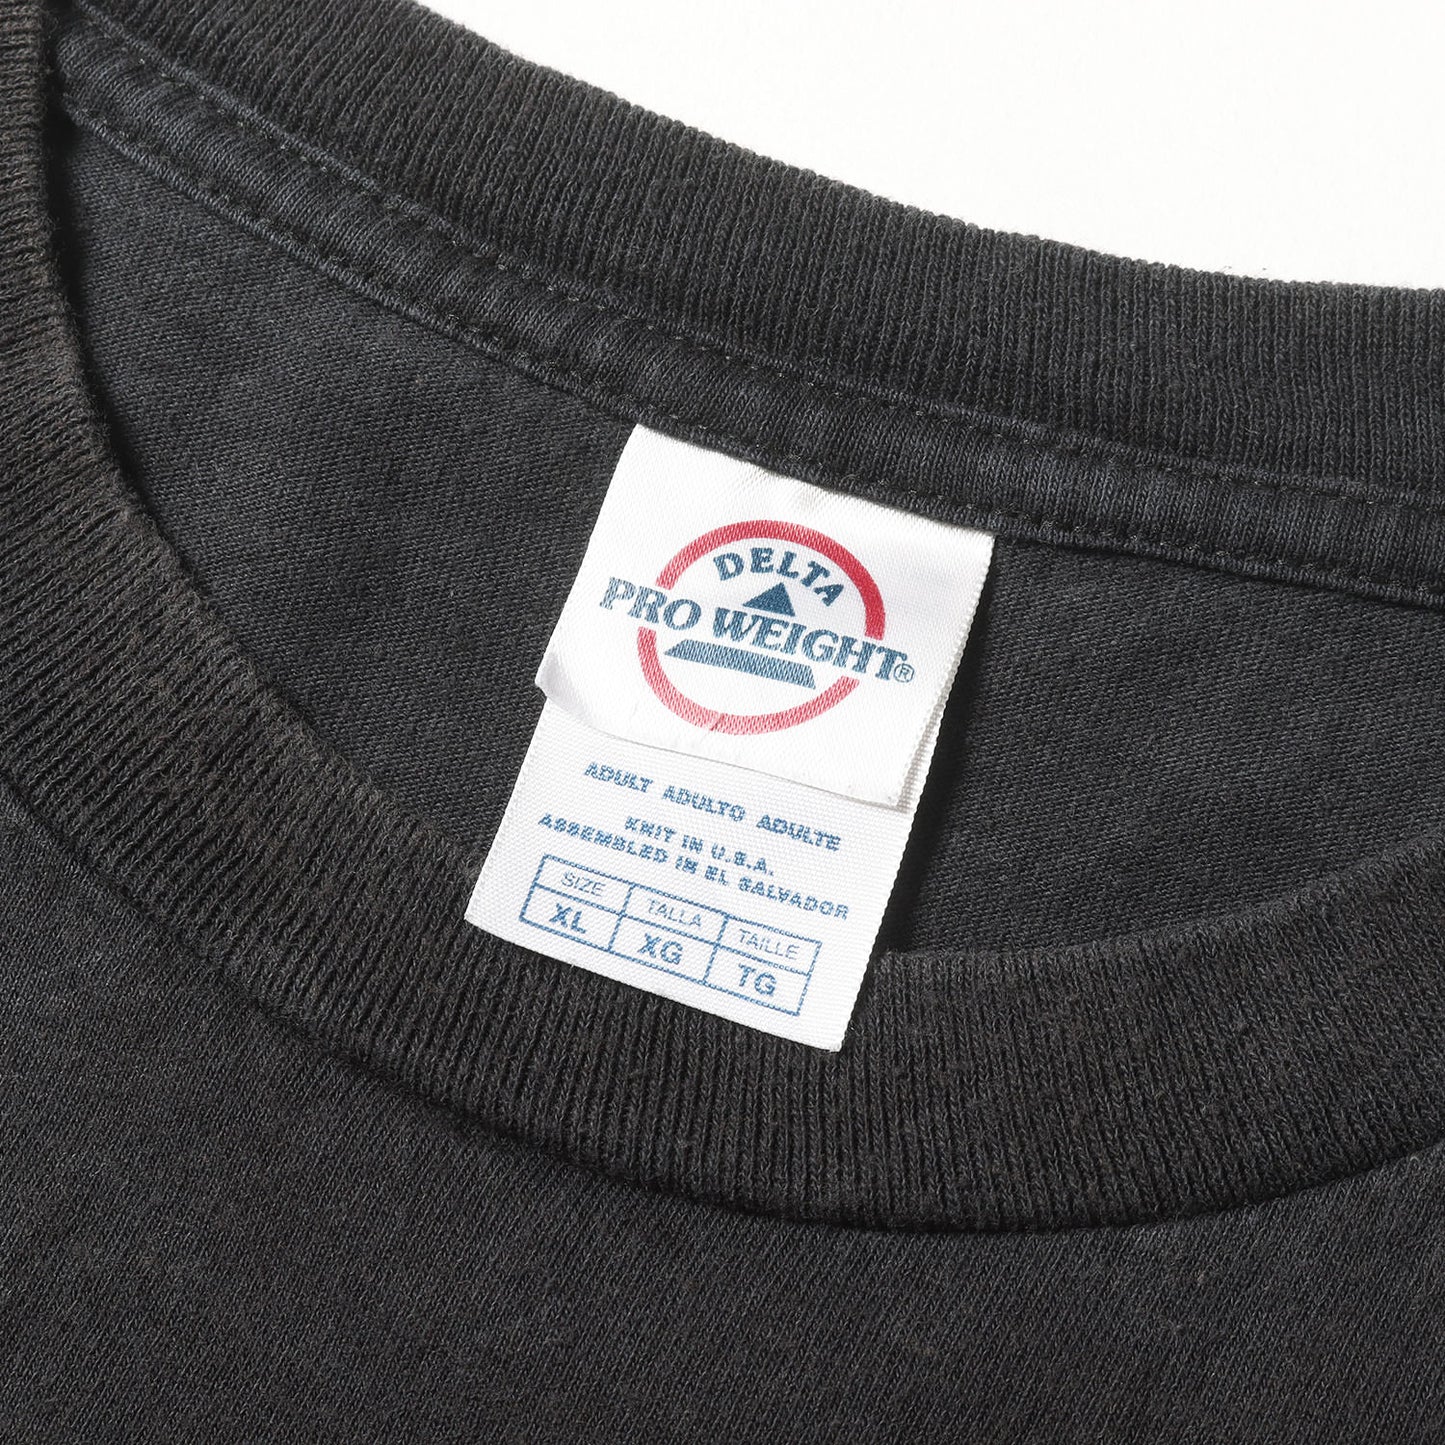 DELTA
PRO WEIGHT®
ADULT ADULTO ADULTE
KNIT IN U.S.A.
ASSEMBLED IN EL SALVADOR
SIZE TALLA TAILLE
XL XG TG